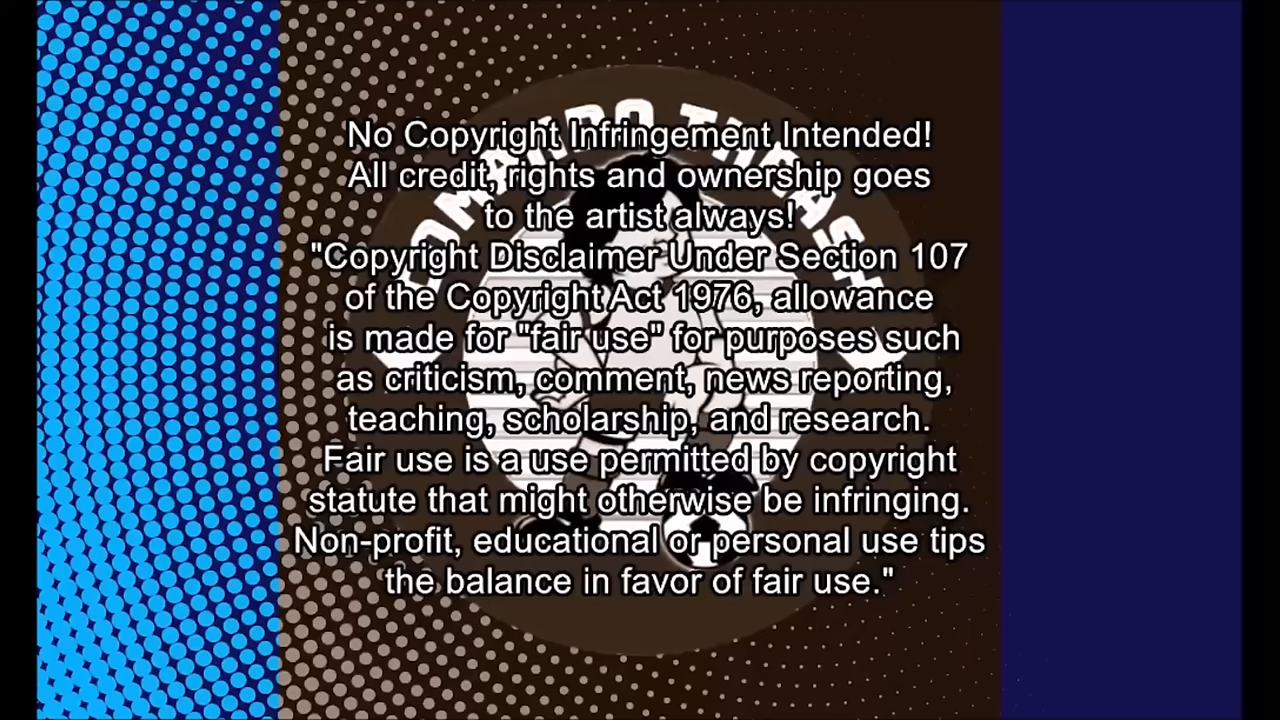 COMANDO THRASH
No Copyright Infringement Intended!
All credit, rights and ownership goes
to the artist always!
"Copyright Disclaimer Under Section 107
of the Copyright Act 1976, allowance
is made for "fair use" for purposes such
as criticism, comment, news reporting,
teaching, scholarship, and research.
Fair use is a use permitted by copyright
statute that might otherwise be infringing.
Non-profit, educational or personal use tips
the balance in favor of fair use."